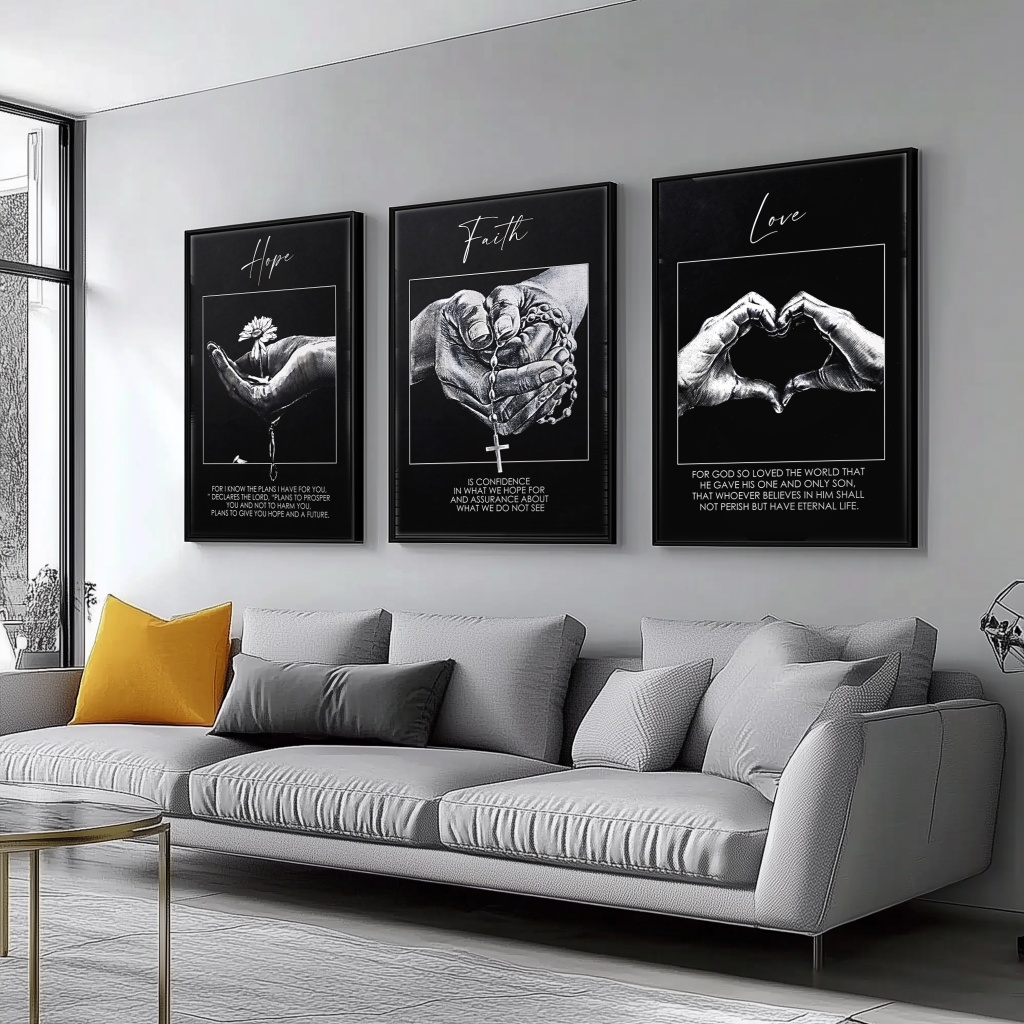 Hope
FOR I KNOW THE PLANS I HAVE FOR YOU,
" DECLARES THE LORD, "PLANS TO PROSPER
YOU AND NOT TO HARM YOU,
PLANS TO GIVE YOU HOPE AND A FUTURE.
Faith
IS CONFIDENCE
IN WHAT WE HOPE FOR
AND ASSURANCE ABOUT
WHAT WE DO NOT SEE
Love
FOR GOD SO LOVED THE WORLD THAT
HE GAVE HIS ONE AND ONLY SON,
THAT WHOEVER BELIEVES IN HIM SHALL
NOT PERISH BUT HAVE ETERNAL LIFE.